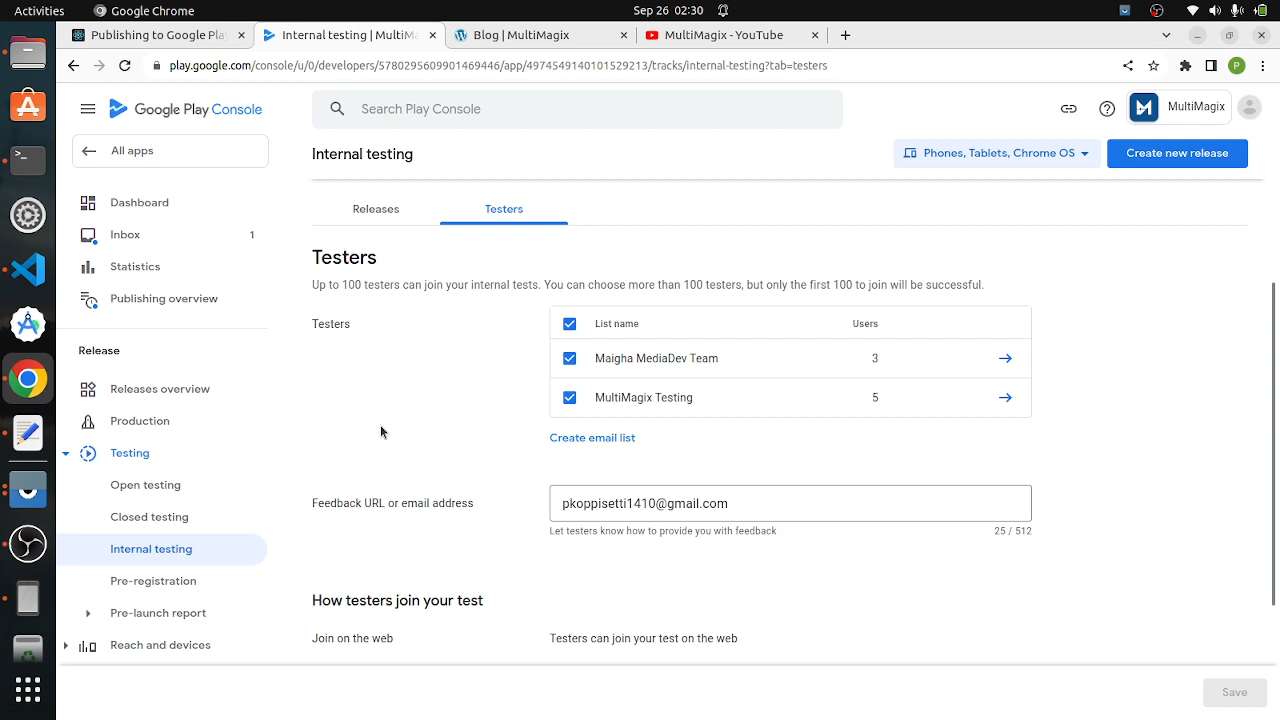 Activities
Google Chrome
Sep 26 02:30
Publishing to Google Pla
Internal testing | MultiMa
Blog | MultiMagix
MultiMagix - YouTube
play.google.com/console/u/0/developers/5780295609901469446/app/4974549140101529213/tracks/internal-testing?tab=testers
P
Google Play Console
Search Play Console
MultiMagix
All apps
Internal testing
Phones, Tablets, Chrome OS
Create new release
Dashboard
Inbox
1
Statistics
Publishing overview
Release
Releases overview
Production
Testing
Open testing
Closed testing
Internal testing
Pre-registration
Pre-launch report
Reach and devices
Releases
Testers
Testers
Up to 100 testers can join your internal tests. You can choose more than 100 testers, but only the first 100 to join will be successful.
Testers
List name
Users
Maigha MediaDev Team
3
MultiMagix Testing
5
Create email list
Feedback URL or email address
pkoppisetti1410@gmail.com
Let testers know how to provide you with feedback
25 / 512
How testers join your test
Join on the web
Testers can join your test on the web
Save